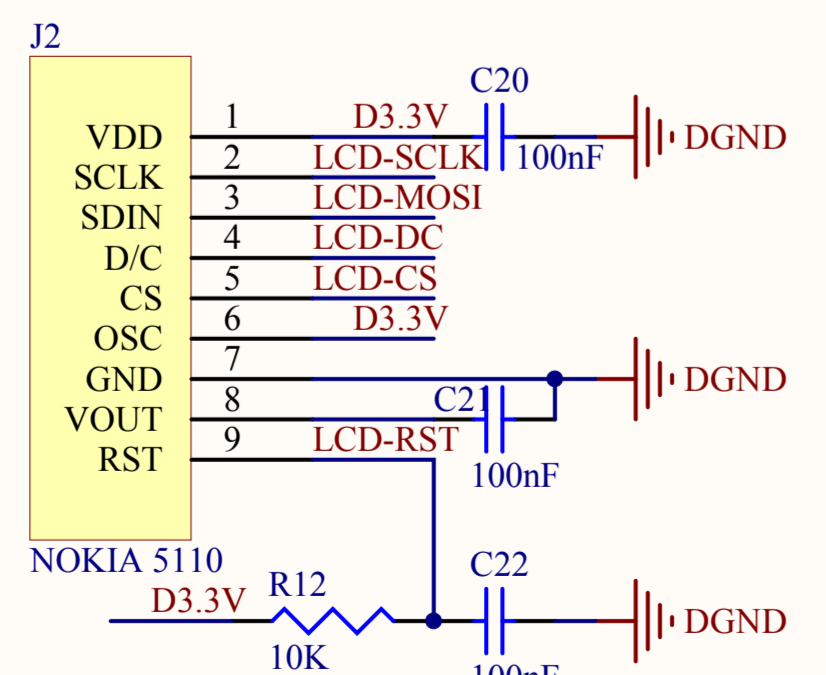 J2
C20
VDD 1 D3.3V DGND
SCLK 2 LCD-SCLK 100nF
SDIN 3 LCD-MOSI
D/C 4 LCD-DC
CS 5 LCD-CS
OSC 6 D3.3V
GND 7 DGND
VOUT 8 C21
RST 9 LCD-RST
100nF
NOKIA 5110
C22
D3.3V R12 DGND
10K 100nF